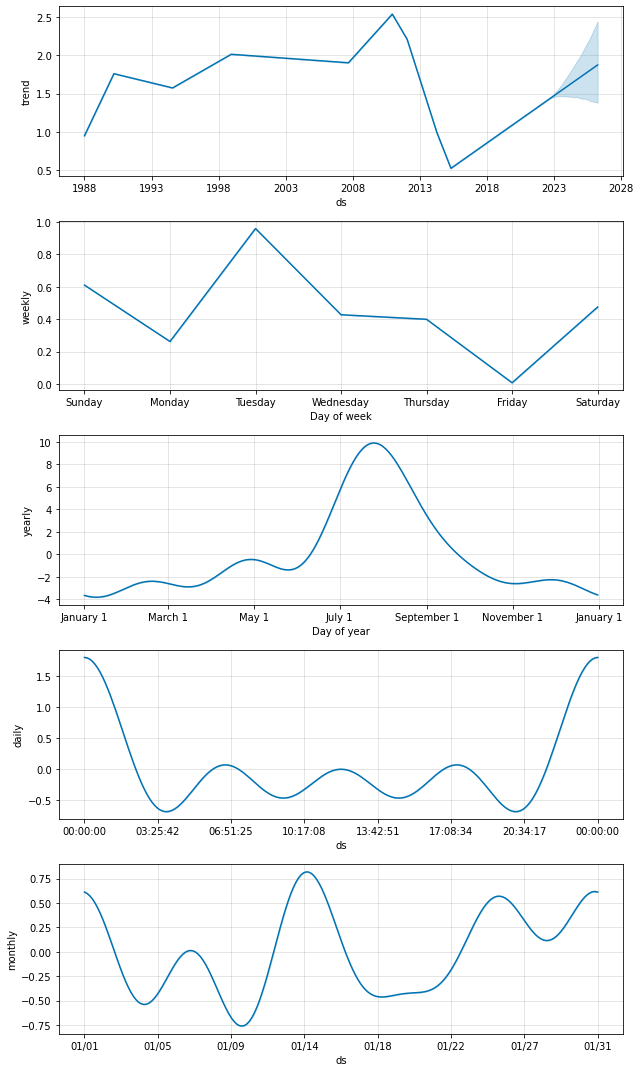 2.5
2.0
1.5
1.0
0.5
trend
1988 1993 1998 2003 2008 2013 2018 2023 2028
ds
1.0
0.8
0.6
0.4
0.2
0.0
weekly
Sunday Monday Tuesday Wednesday Thursday Friday Saturday
Day of week
10
8
6
4
2
0
−2
−4
yearly
January 1 March 1 May 1 July 1 September 1 November 1 January 1
Day of year
1.5
1.0
0.5
0.0
−0.5
daily
00:00:00 03:25:42 06:51:25 10:17:08 13:42:51 17:08:34 20:34:17 00:00:00
ds
0.75
0.50
0.25
0.00
−0.25
−0.50
−0.75
monthly
01/01 01/05 01/09 01/14 01/18 01/22 01/27 01/31
ds